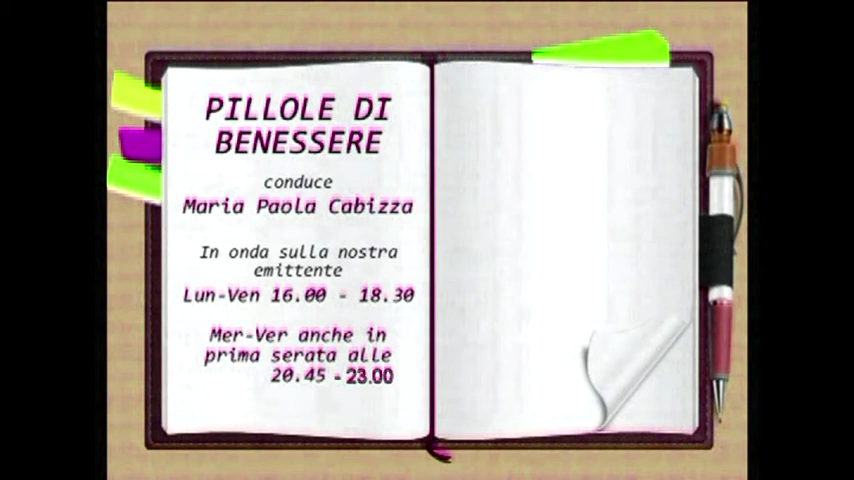 PILLOLE DI
BENESSERE
conduce
Maria Paola Cabizza
In onda sulla nostra
emittente
Lun-Ven 16.00 - 18.30
Mer-Ver anche in
prima serata alle
20.45 - 23.00